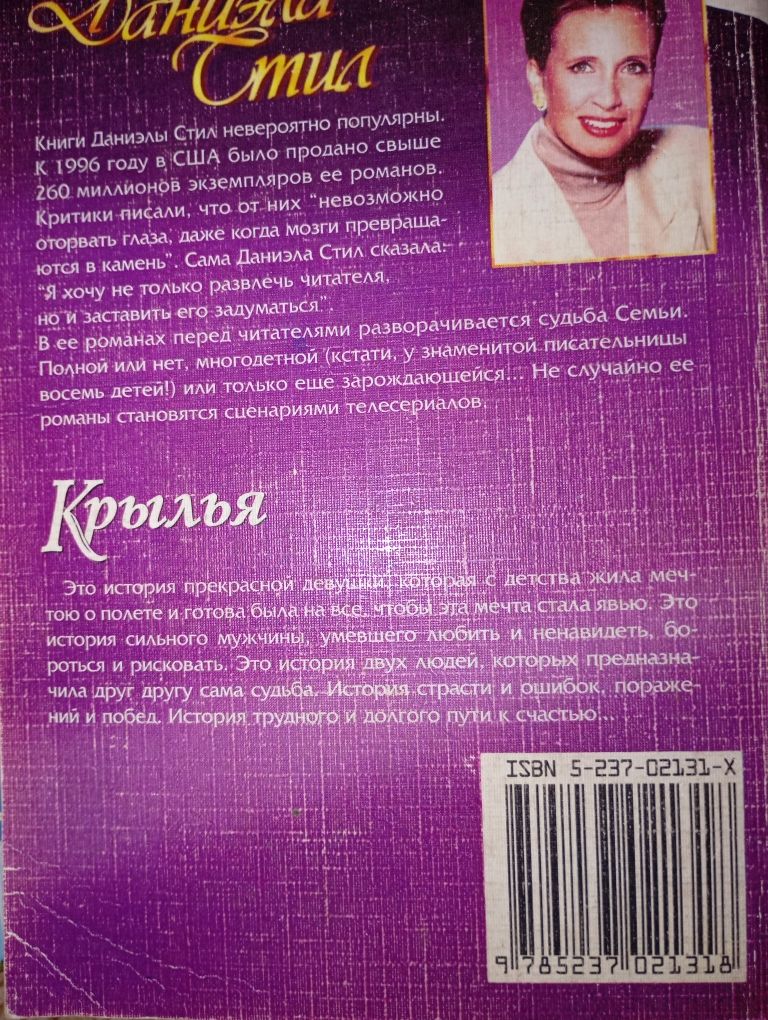 Даниэла
Стил
Книги Даниэлы Стил невероятно популярны.
К 1996 году в США было продано свыше
260 миллионов экземпляров ее романов.
Критики писали, что от них "невозможно
оторвать глаза, даже когда мозги превраща-
ются в камень". Сама Даниэла Стил сказала:
"Я хочу не только развлечь читателя,
но и заставить его задуматься".
В ее романах перед читателями разворачивается судьба Семьи.
Полной или нет, многодетной (кстати, у знаменитой писательницы
восемь детей!) или только еще зарождающейся... Не случайно ее
романы становятся сценариями телесериалов.
Крылья
Это история прекрасной девушки, которая с детства жила меч-
тою о полете и готова была на все, чтобы эта мечта стала явью. Это
история сильного мужчины, умевшего любить и ненавидеть, бо-
роться и рисковать. Это история двух людей, которых предназна-
чила друг другу сама судьба. История страсти и ошибок, пораже-
ний и побед. История трудного и долгого пути к счастью...
ISBN 5-237-02131-X
9 785237 021318